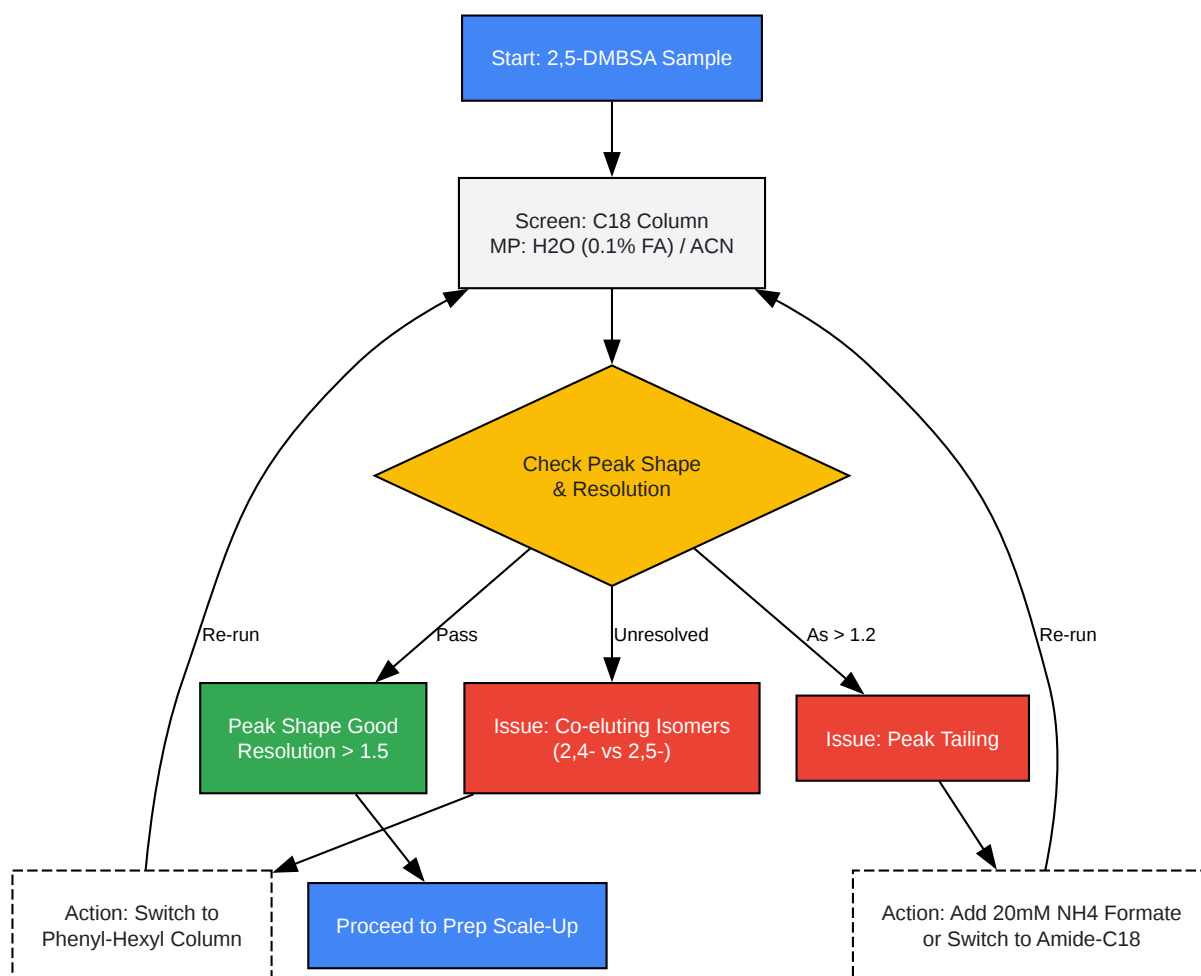 Start: 2,5-DMBSA Sample
Screen: C18 Column
MP: H2O (0.1% FA) / ACN
Check Peak Shape
& Resolution
Re-run
Pass
Unresolved
As > 1.2
Re-run
Peak Shape Good
Resolution > 1.5
Issue: Co-eluting Isomers
(2,4- vs 2,5-)
Issue: Peak Tailing
Action: Switch to
Phenyl-Hexyl Column
Proceed to Prep Scale-Up
Action: Add 20mM NH4 Formate
or Switch to Amide-C18